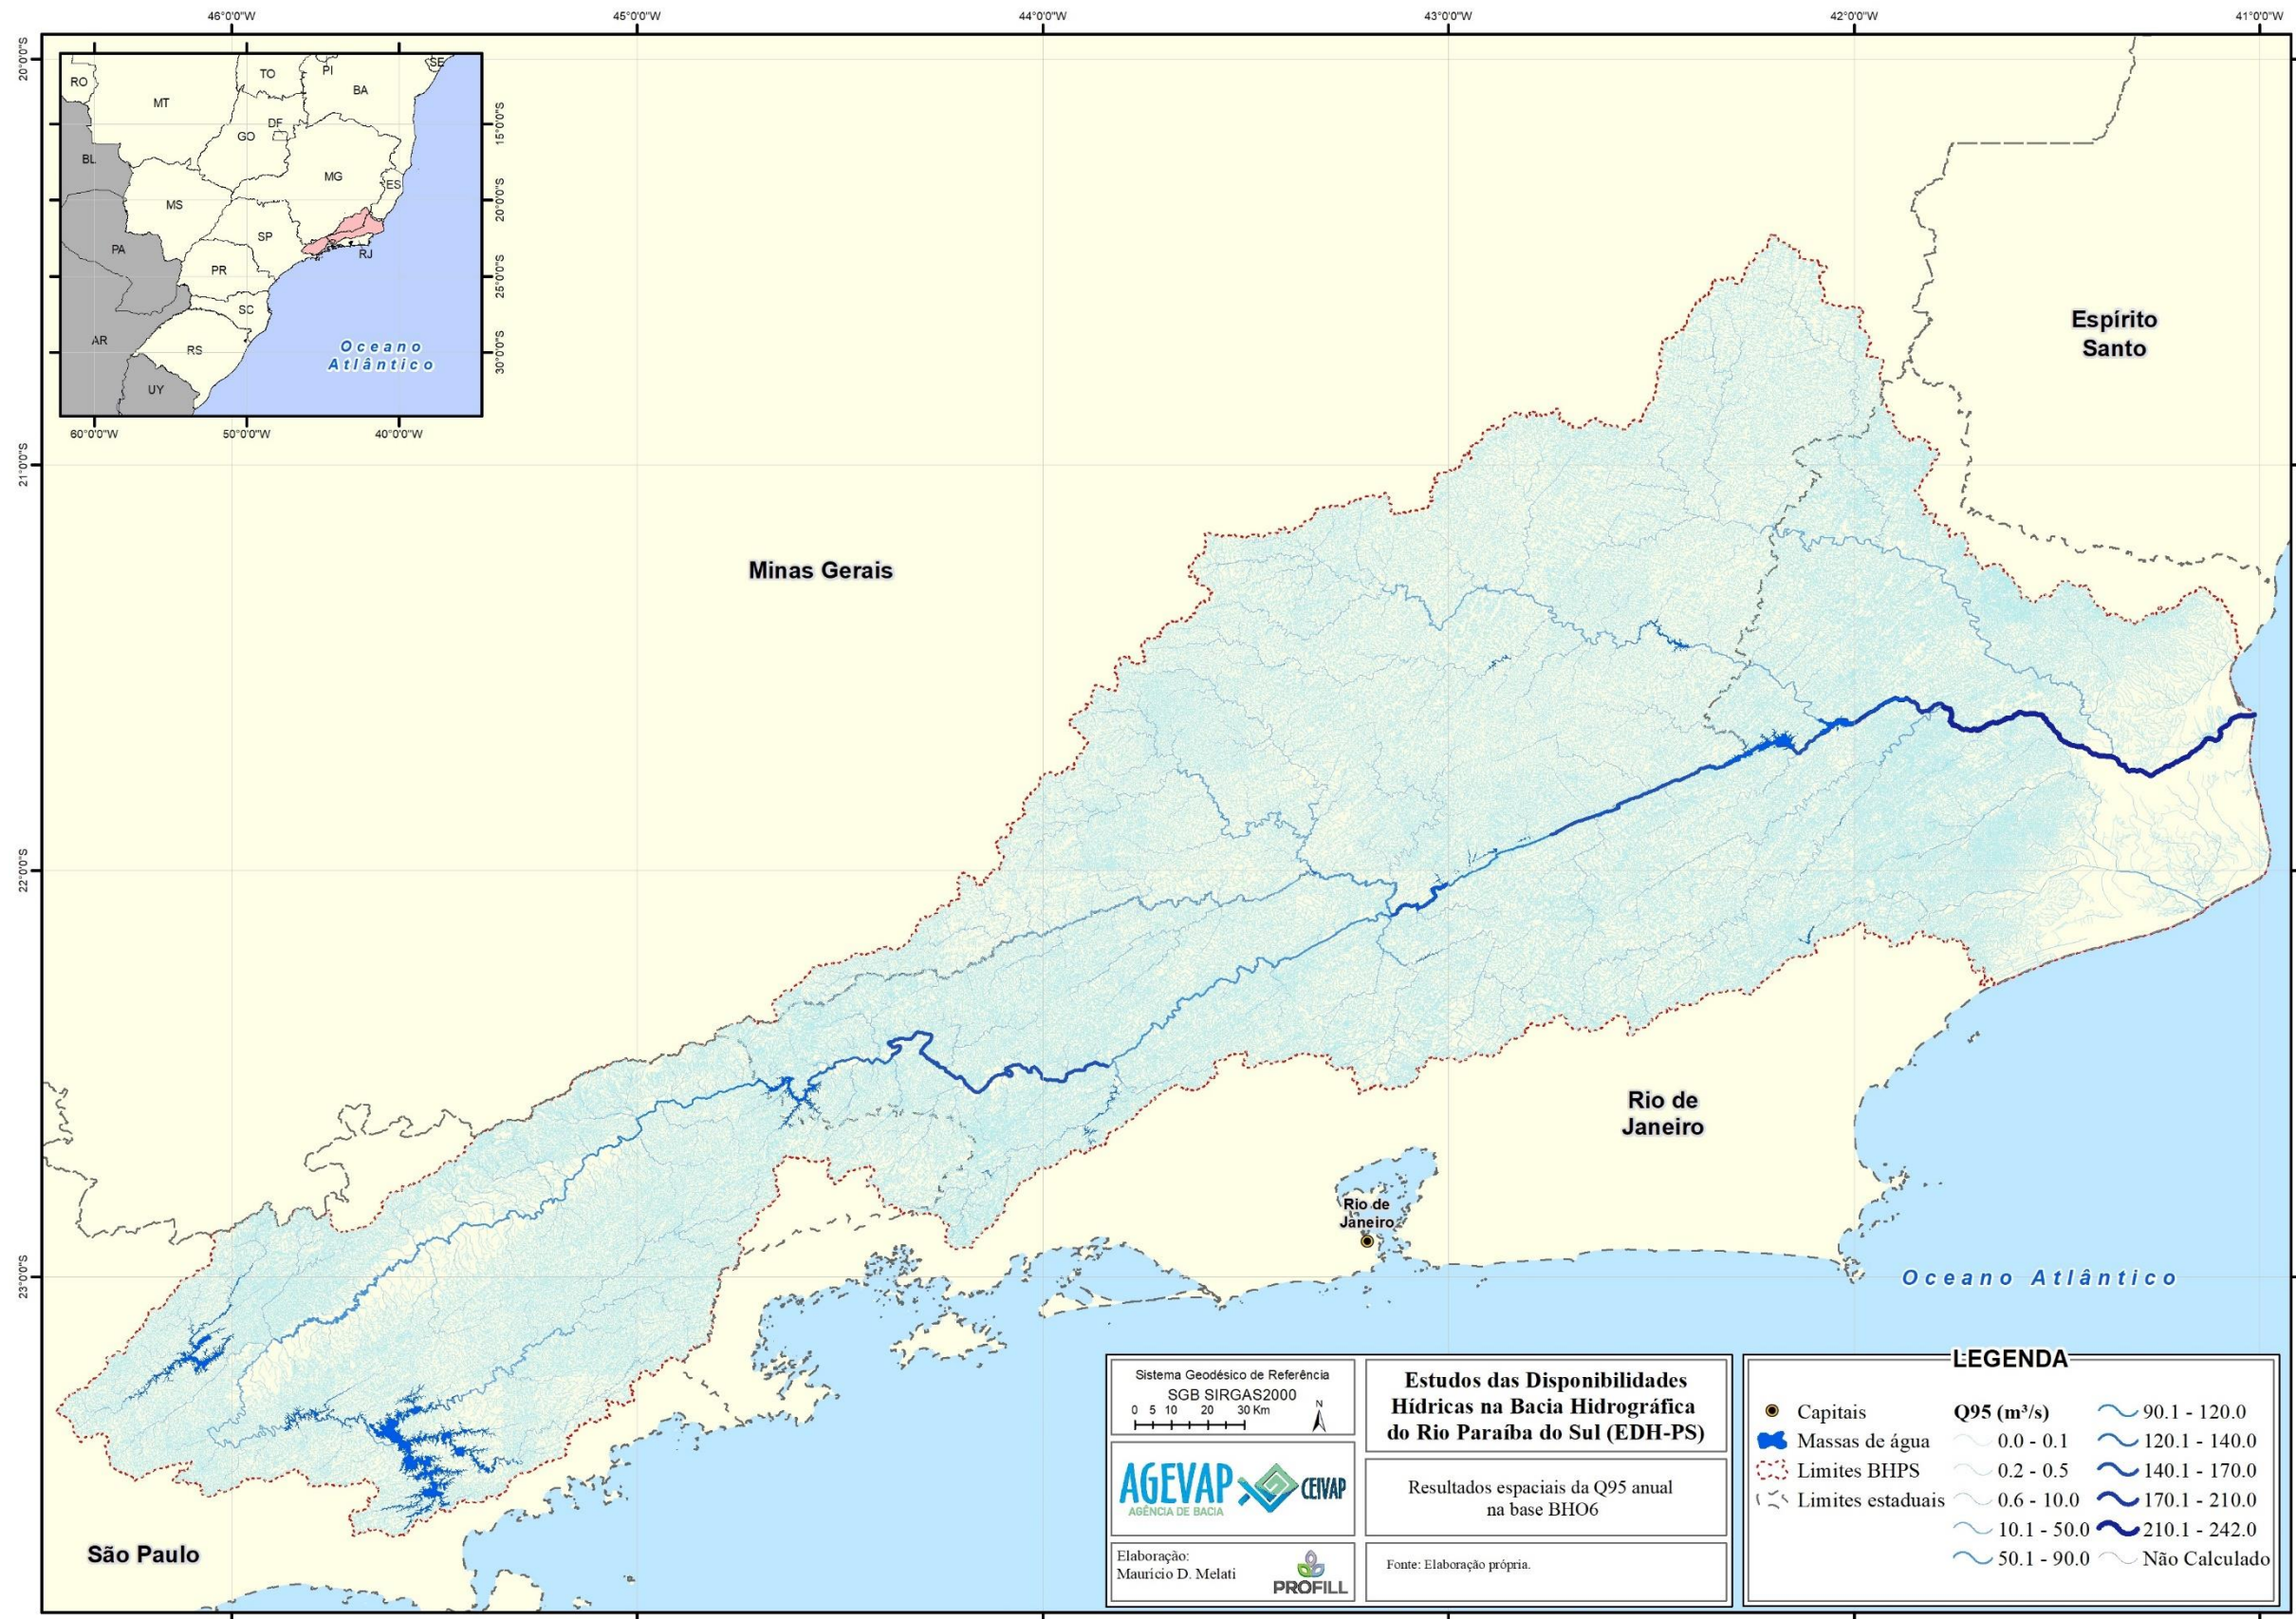 46°0'0"W
45°0'0"W
44°0'0"W
43°0'0"W
42°0'0"W
41°0'0"W
20°0'0"S
21°0'0"S
22°0'0"S
23°0'0"S
RO
MT
TO
PI
SE
BA
GO
DF
BL
MG
ES
MS
SP
RJ
PA
PR
SC
AR
RS
UY
Oceano
Atlântico
15°0'0"S
20°0'0"S
25°0'0"S
30°0'0"S
60°0'0"W
50°0'0"W
40°0'0"W
Espírito
Santo
Minas Gerais
Rio de
Janeiro
Rio de
Janeiro
Oceano Atlântico
São Paulo
Sistema Geodésico de Referência
SGB SIRGAS2000
0 5 10 20 30 Km
N
AGEVAP
AGÊNCIA DE BACIA
CEIVAP
Elaboração:
Mauricio D. Melati
PROFILL
Estudos das Disponibilidades
Hídricas na Bacia Hidrográfica
do Rio Paraíba do Sul (EDH-PS)
Resultados espaciais da Q95 anual
na base BHO6
Fonte: Elaboração própria.
LEGENDA
Capitais
Massas de água
Limites BHPS
Limites estaduais
Q95 (m³/s)
0.0 - 0.1
0.2 - 0.5
0.6 - 10.0
10.1 - 50.0
50.1 - 90.0
90.1 - 120.0
120.1 - 140.0
140.1 - 170.0
170.1 - 210.0
210.1 - 242.0
Não Calculado